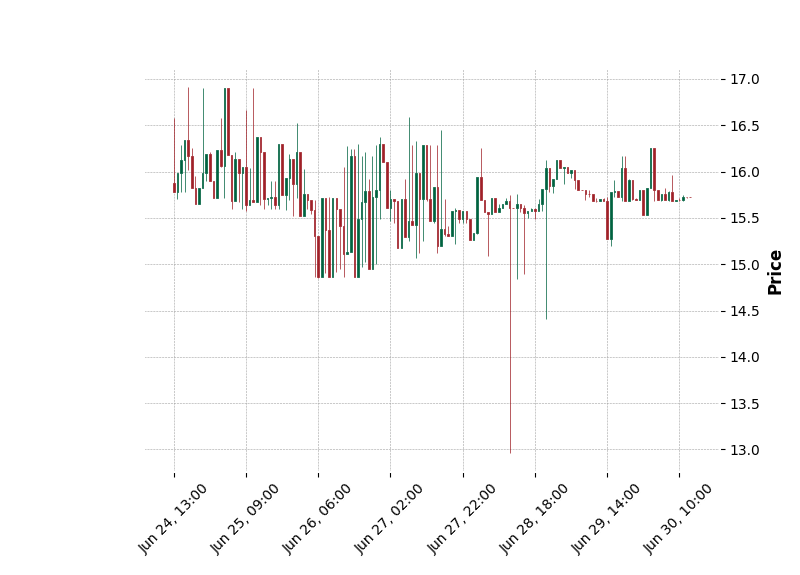 17.0
16.5
16.0
15.5
15.0
14.5
14.0
13.5
13.0
Price
Jun 24, 13:00
Jun 25, 09:00
Jun 26, 06:00
Jun 27, 02:00
Jun 27, 22:00
Jun 28, 18:00
Jun 29, 14:00
Jun 30, 10:00